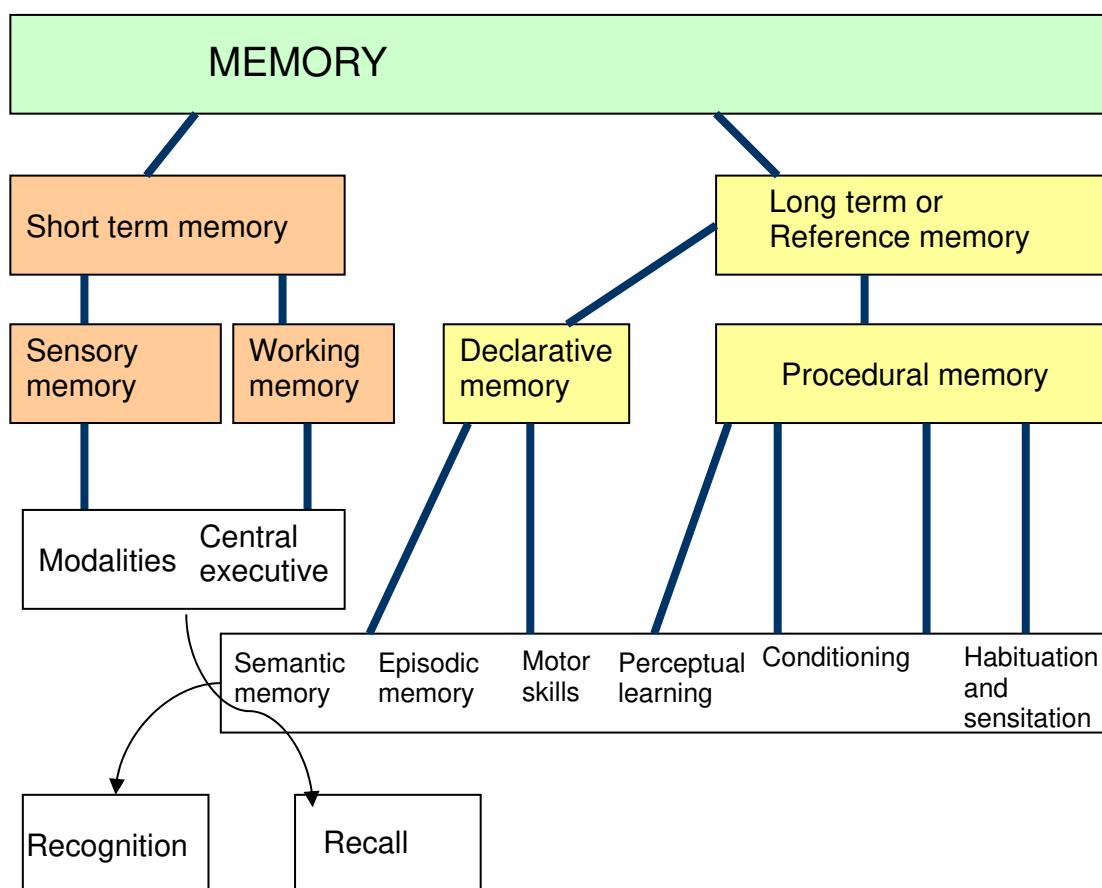 MEMORY
Short term memory
Long term or
Reference memory
Sensory
memory
Working
memory
Declarative
memory
Procedural memory
Modalities
Central
executive
Semantic
memory
Episodic
memory
Motor
skills
Perceptual
learning
Conditioning
Habituation
and
sensitation
Recognition
Recall